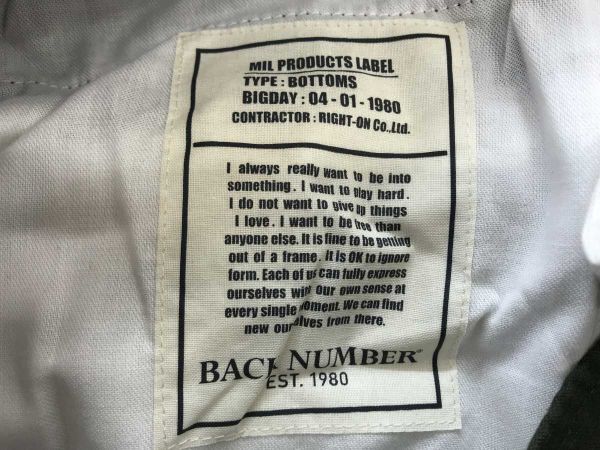 MIL PRODUCTS LABEL
TYPE : BOTTOMS
BIGDAY : 04-01-1980
CONTRACTOR : RIGHT-ON Co.,Ltd.
I always really want to be into
something. I want to play hard.
I do not want to give up things
I love. I want to be free than
anyone else. It is fine to be getting
out of a frame. It is OK to ignore
form. Each of us can fully express
ourselves with our own sense at
every single moment. We can find
new ourselves from there.
BACK NUMBER
EST. 1980